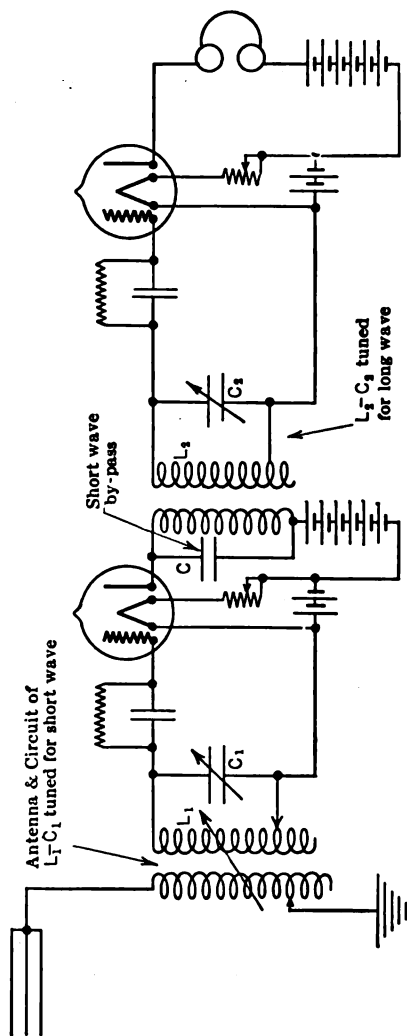 Antenna & Circuit of
L₁-C₁ tuned for short wave
L₁
C₁
Short wave
by-pass
C
L₂
C₂
L₂-C₂ tuned
for long wave